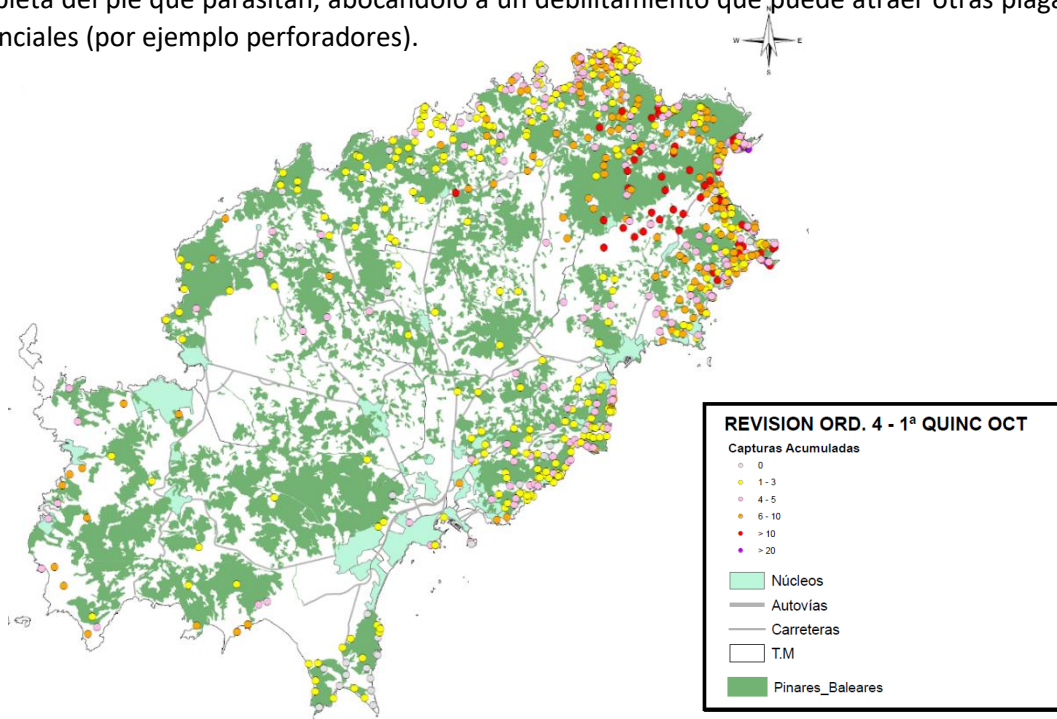 pleta del pie que parasitan, abocándolo a un debilitamiento que puede atraer otras plaga
nciales (por ejemplo perforadores).
N
W E
S
REVISION ORD. 4 - 1ª QUINC OCT
Capturas Acumuladas
0
1 - 3
4 - 5
6 - 10
> 10
> 20
Núcleos
Autovías
Carreteras
T.M
Pinares_Baleares